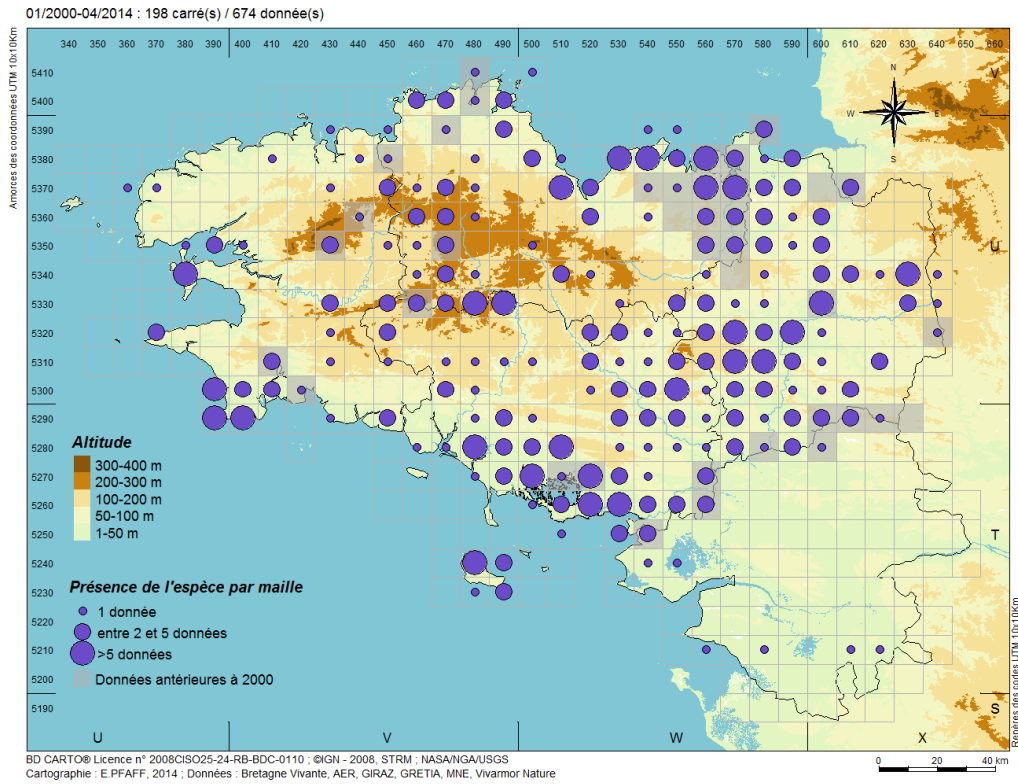 01/2000-04/2014 : 198 carré(s) / 674 donnée(s)
340 350 360 370 380 390 400 410 420 430 440 450 460 470 480 490 500 510 520 530 540 550 560 570 580 590 600 610 620 630 640 650 660
Amorces des coordonnées UTM 10x10Km
5410
5400
5390
5380
5370
5360
5350
5340
5330
5320
5310
5300
5290
5280
5270
5260
5250
5240
5230
5220
5210
5200
5190
N
W E
S
V
U
T
S
Altitude
300-400 m
200-300 m
100-200 m
50-100 m
1-50 m
Présence de l'espèce par maille
1 donnée
entre 2 et 5 données
>5 données
Données antérieures à 2000
Repères des codes UTM 10x10Km
U V W X
BD CARTO® Licence n° 2008CISO25-24-RB-BDC-0110 ; ©IGN - 2008, STRM ; NASA/NGA/USGS
Cartographie : E.PFAFF, 2014 ; Données : Bretagne Vivante, AER, GIRAZ, GRETIA, MNE, Vivarmor Nature
0 20 40 km